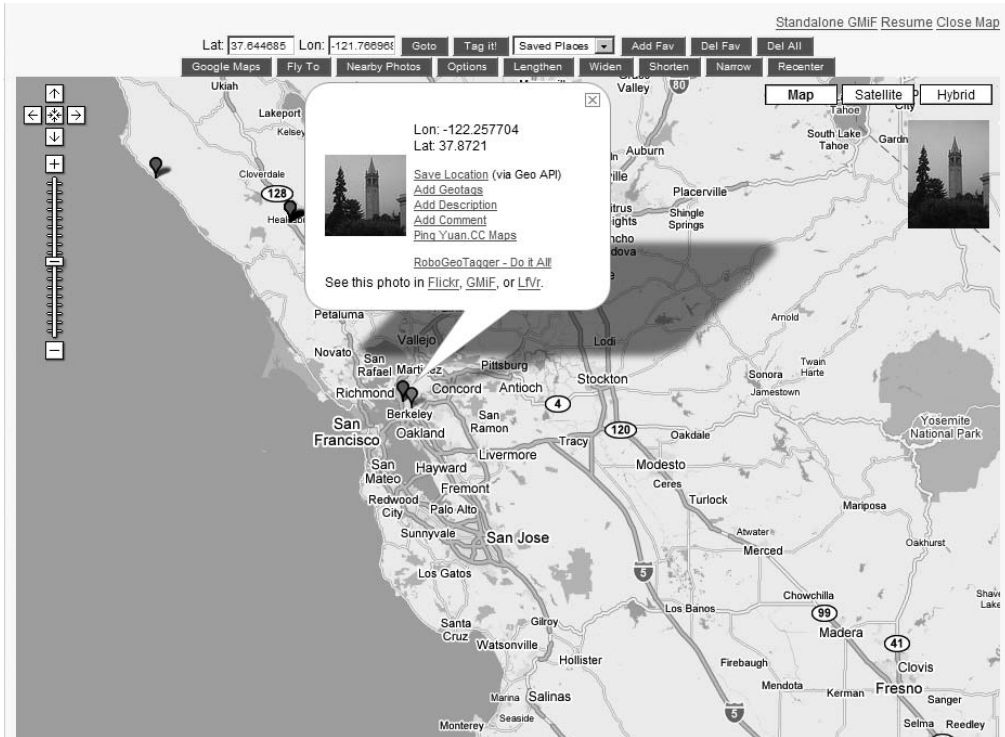 Standalone GMiF Resume Close Map
Lat: 37.644685 Lon: -121.766968 Goto Tag it! Saved Places Add Fav Del Fav Del All
Google Maps Fly To Nearby Photos Options Lengthen Widen Shorten Narrow Recenter
Map Satellite Hybrid
Ukiah
Valley
80
Lakeport
Kelsey
Tahoe
City
South Lake
Tahoe
Gardn
Auburn
Cloverdale
128
Placerville
Shingle
Springs
Lon: -122.257704
Lat: 37.8721
Save Location (via Geo API)
Add Geotags
Add Description
Add Comment
Ping Yuan.CC Maps
RoboGeoTagger - Do it All!
See this photo in Flickr, GMiF, or LfVr.
Petaluma
Arnold
Vallejo
Lodi
Novato
San
Rafael
Martinez
Pittsburg
Twain
Harte
Sonora
Jamestown
Richmond
Concord
Antioch
Stockton
4
Berkeley
San
Francisco
Oakland
San
Ramon
120
Tracy
Oakdale
Yosemite
National Park
Livermore
San
Mateo
Hayward
Fremont
Modesto
Ceres
Redwood
City
Palo Alto
Turlock
Mariposa
Sunnyvale
San Jose
Atwater
Merced
Oakhurst
Los Gatos
5
Chowchilla
Shave
Lake
Los Banos
99
Madera
Santa
Cruz
Gilroy
Watsonville
41
Hollister
Firebaugh
Clovis
Mendota
Kerman
Fresno
Sanger
Marina
Salinas
Seaside
Monterey
5
Selma
Reedley